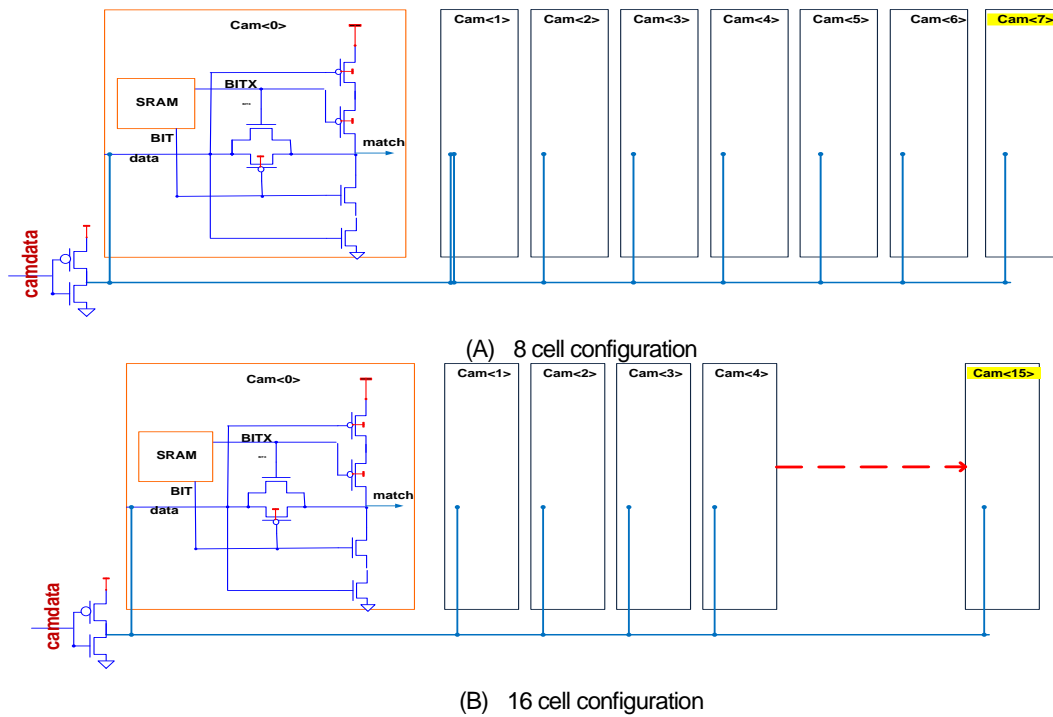 Cam<0>
Cam<1>
Cam<2>
Cam<3>
Cam<4>
Cam<5>
Cam<6>
Cam<7>
BITX
SRAM
BIT
match
data
camdata
(A) 8 cell configuration
Cam<0>
Cam<1>
Cam<2>
Cam<3>
Cam<4>
Cam<15>
BITX
SRAM
BIT
match
data
camdata
(B) 16 cell configuration